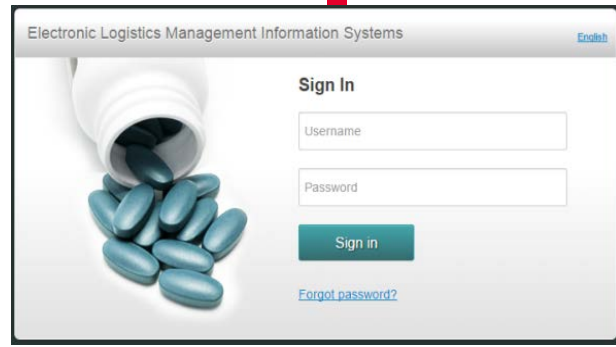 Electronic Logistics Management Information Systems
English
Sign In
Username
Password
Sign in
Forgot password?